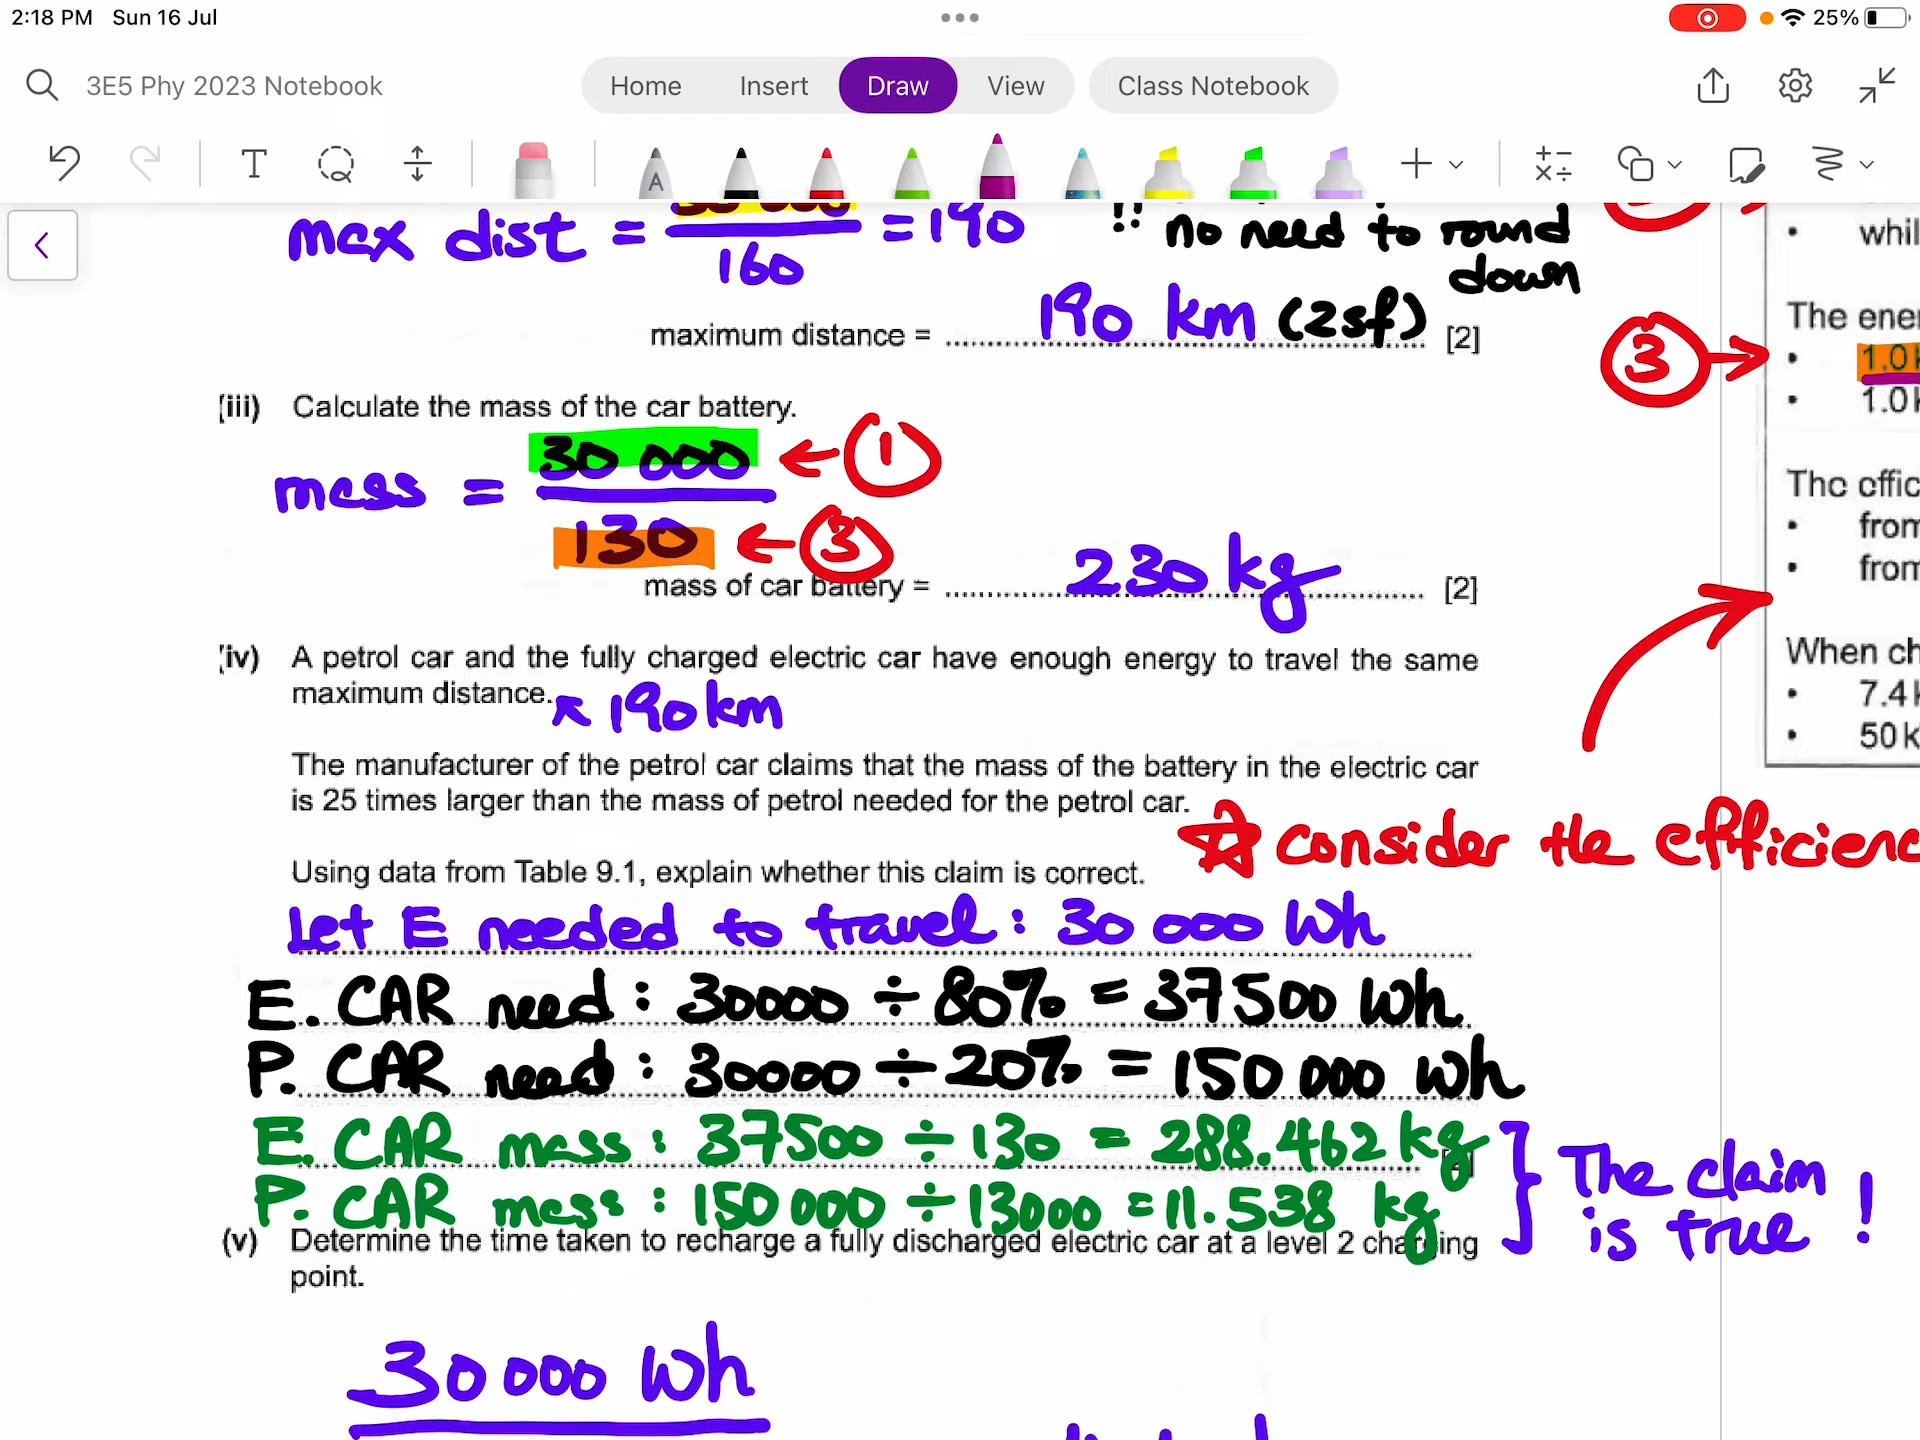 2:18 PM Sun 16 Jul
25%
3E5 Phy 2023 Notebook
Home Insert Draw View Class Notebook
T A
max dist = 160 = 190
!! no need to round down
maximum distance = 190 km (2sf) [2]
(iii) Calculate the mass of the car battery.
mass = 30 000 ← 1
130 ← 3
mass of car battery = 230 kg [2]
(iv) A petrol car and the fully charged electric car have enough energy to travel the same
maximum distance. 190 km
The manufacturer of the petrol car claims that the mass of the battery in the electric car
is 25 times larger than the mass of petrol needed for the petrol car.
Using data from Table 9.1, explain whether this claim is correct.
☆ consider the efficienc
Let E needed to travel : 30 000 Wh
E. CAR need : 30000 ÷ 80% = 37500 Wh
P. CAR need : 30000 ÷ 20% = 150 000 Wh
E. CAR mass : 37500 ÷ 130 = 288.462 kg
P. CAR mass : 150 000 ÷ 13000 = 11.538 kg
The claim
is true !
(v) Determine the time taken to recharge a fully discharged electric car at a level 2 charging
point.
30 000 Wh
• whil
The ener
3 →
• 1.0 k
• 1.0 k
The effic
• from
• from
When ch
• 7.4 k
• 50 k